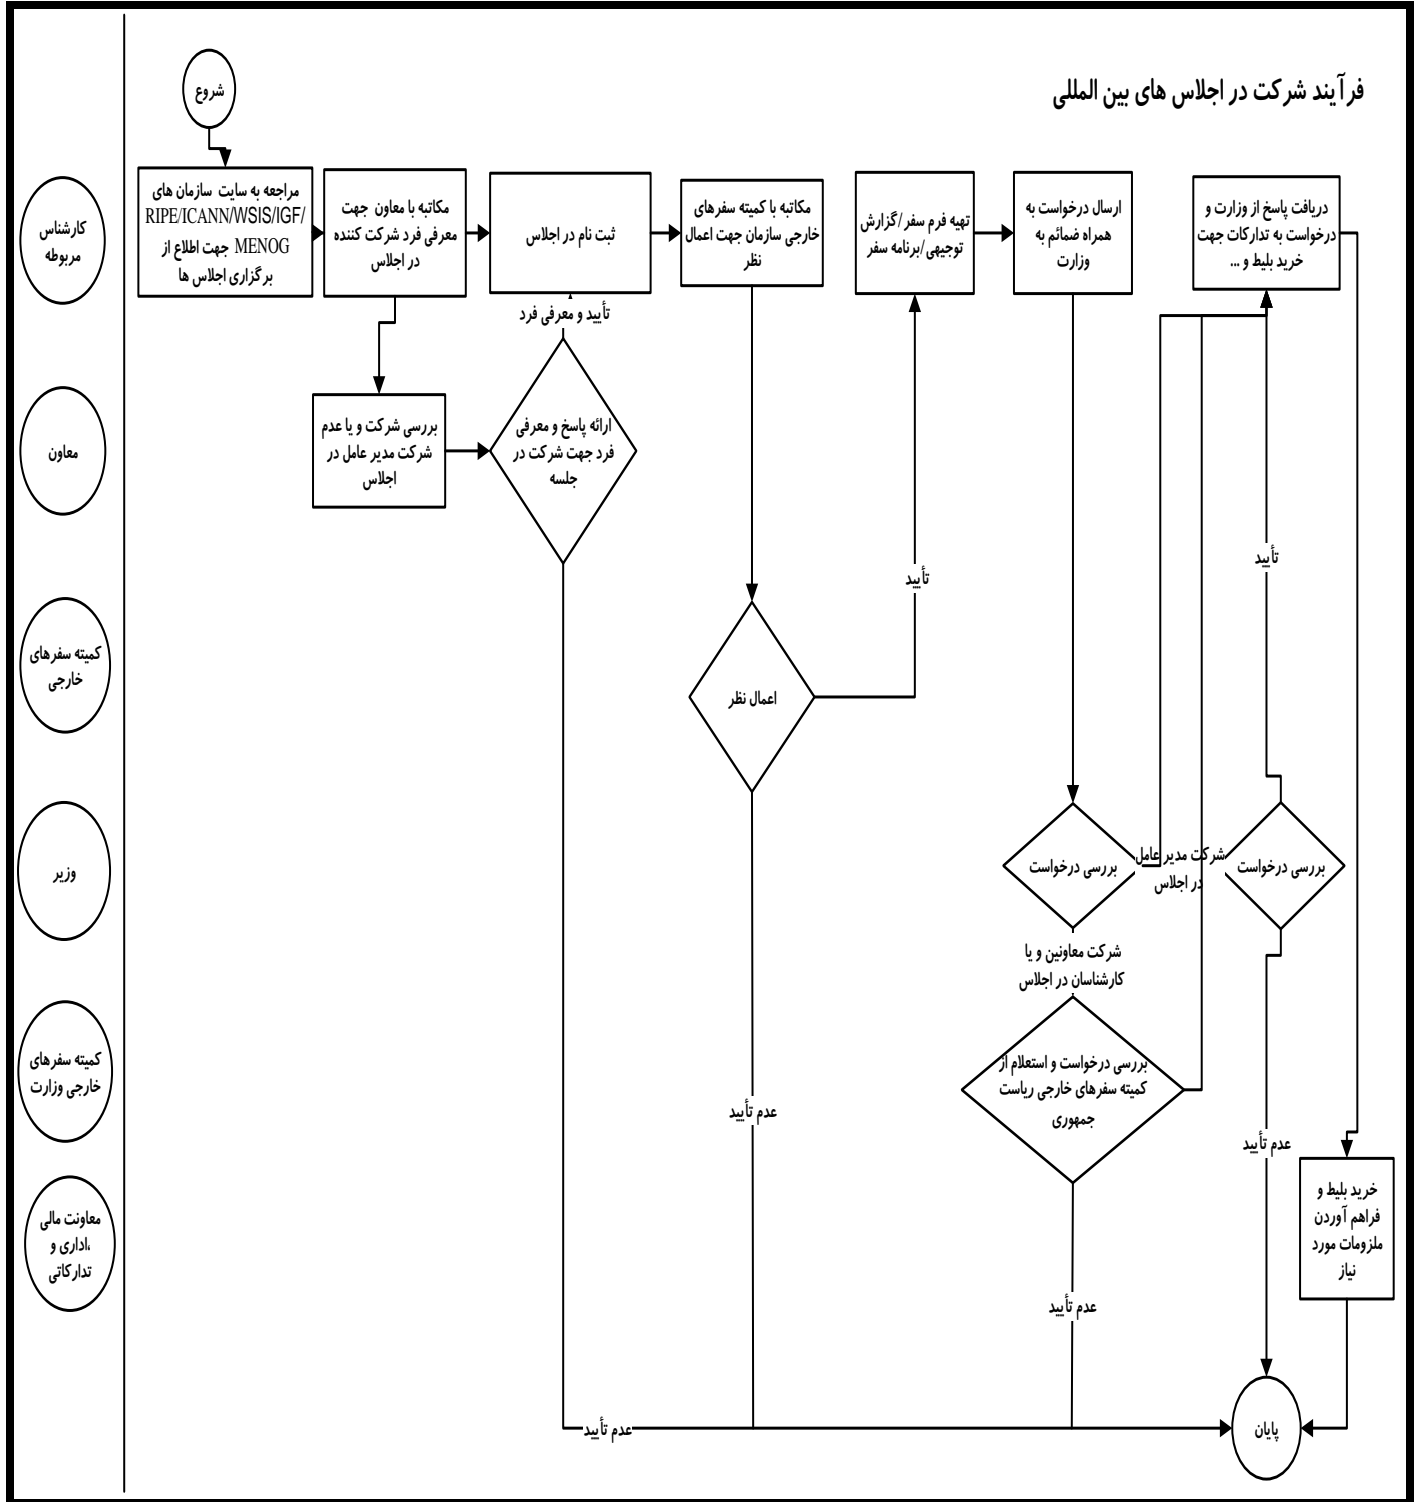 فرآیند شرکت در اجلاس های بین المللی
شروع
کارشناس
مربوطه
مراجعه به سایت سازمان های
RIPE/ICANN/WSIS/IGF/
MENOG جهت اطلاع از
برگزاری اجلاس ها
مکاتبه با معاون جهت
معرفی فرد شرکت کننده
در اجلاس
ثبت نام در اجلاس
مکاتبه با کمیته سفرهای
خارجی سازمان جهت اعمال
نظر
تهیه فرم سفر/گزارش
توجیهی/برنامه سفر
ارسال درخواست به
همراه ضمائم به
وزارت
دریافت پاسخ از وزارت و
درخواست به تدارکات جهت
خرید بلیط و ...
تأیید و معرفی فرد
معاون
بررسی شرکت و یا عدم
شرکت مدیر عامل در
اجلاس
ارائه پاسخ و معرفی
فرد جهت شرکت در
جلسه
تأیید
تأیید
کمیته سفرهای
خارجی
اعمال نظر
وزیر
بررسی درخواست
شرکت مدیر عامل
در اجلاس
بررسی درخواست
شرکت معاونین و یا
کارشناسان در اجلاس
کمیته سفرهای
خارجی وزارت
بررسی درخواست و استعلام از
کمیته سفرهای خارجی ریاست
جمهوری
عدم تأیید
عدم تأیید
معاونت مالی
،اداری و
تدارکاتی
خرید بلیط و
فراهم آوردن
ملزومات مورد
نیاز
عدم تأیید
عدم تأیید
پایان